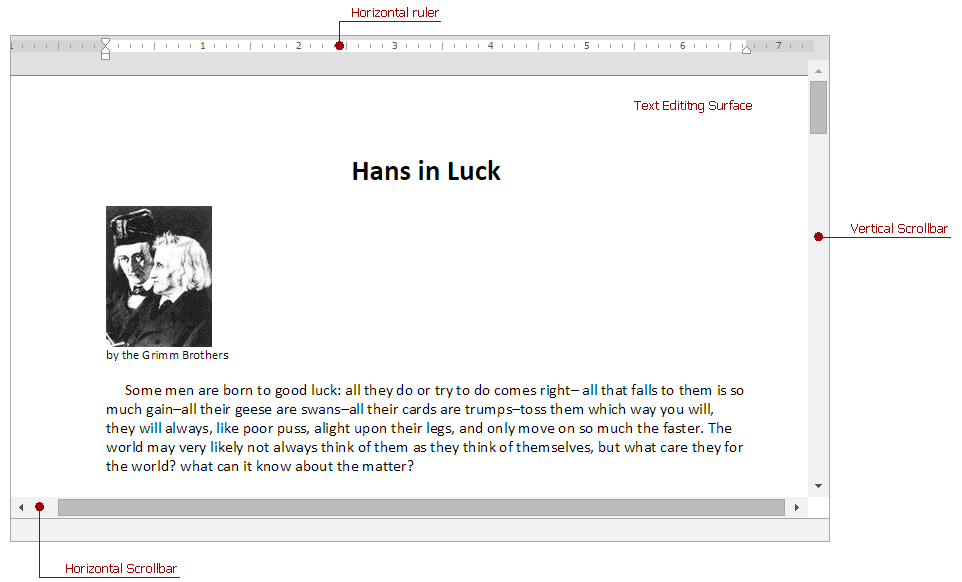 Horizontal ruler
1 1 2 3 4 5 6 7
Text Edititng Surface
Hans in Luck
Vertical Scrollbar
by the Grimm Brothers
Some men are born to good luck: all they do or try to do comes right— all that falls to them is so
much gain—all their geese are swans—all their cards are trumps—toss them which way you will,
they will always, like poor puss, alight upon their legs, and only move on so much the faster. The
world may very likely not always think of them as they think of themselves, but what care they for
the world? what can it know about the matter?
Horizontal Scrollbar